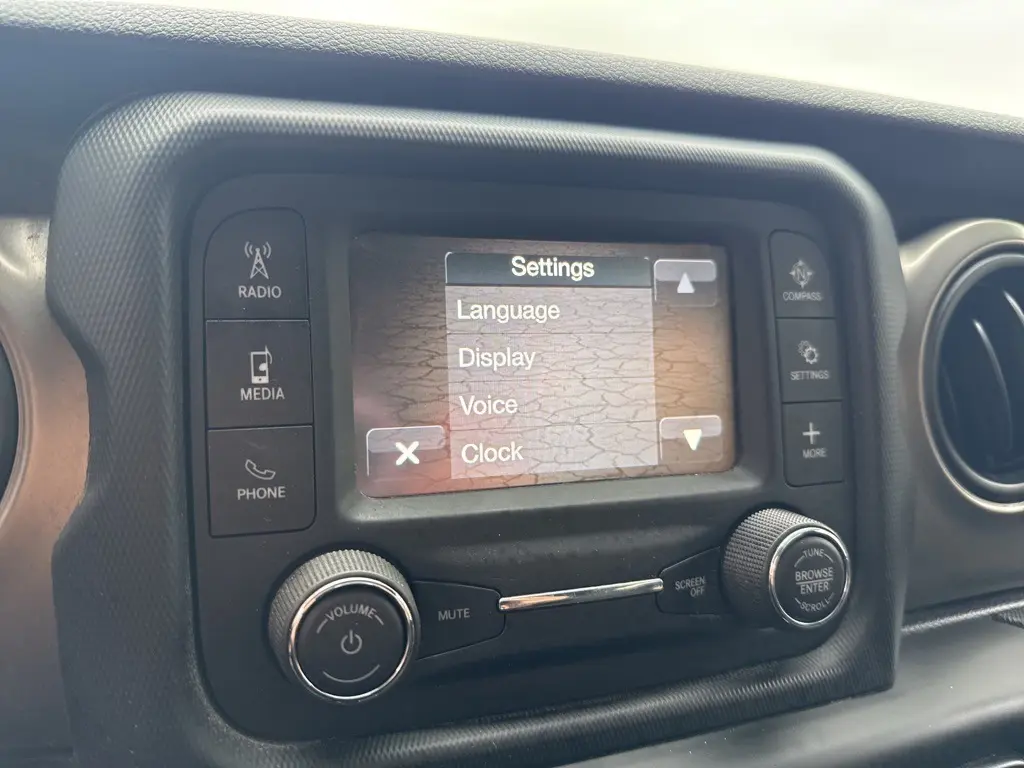 RADIO
MEDIA
PHONE
Settings
Language
Display
Voice
Clock
N
COMPASS
SETTINGS
MORE
VOLUME
MUTE
SCREEN
OFF
TUNE
BROWSE
ENTER
SCROLL